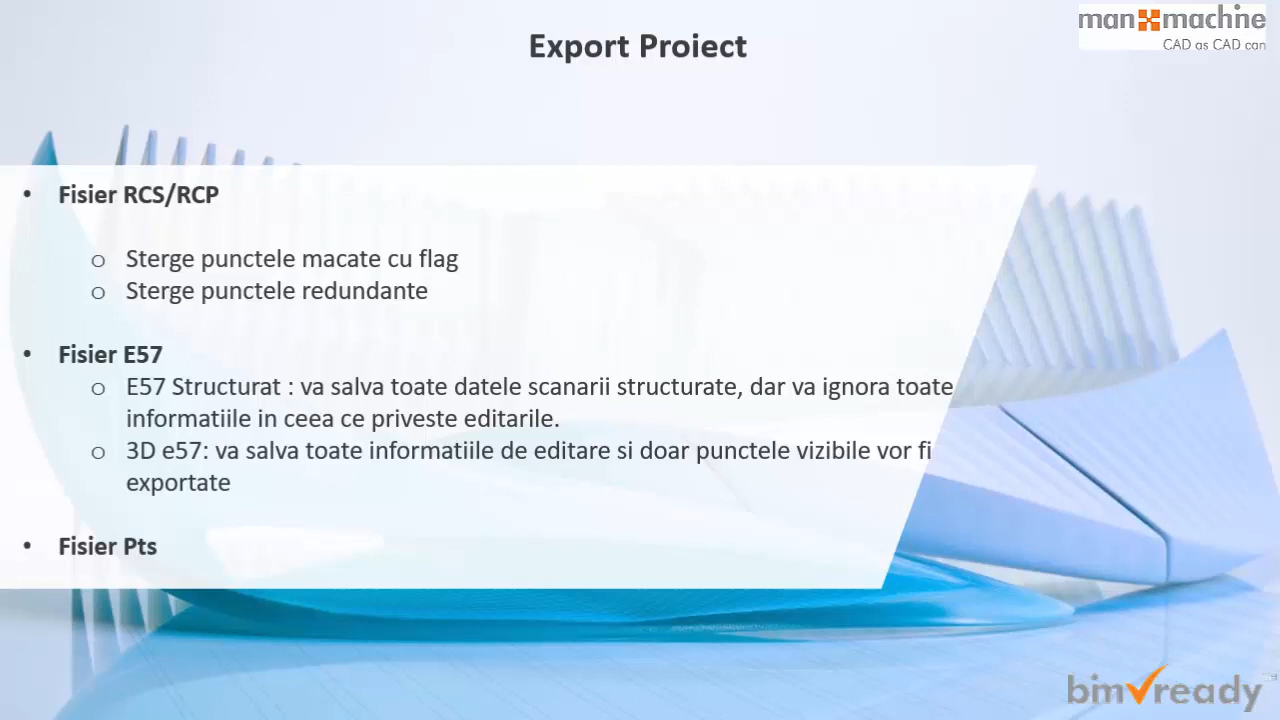 man machine
CAD as CAD can
Export Proiect
• Fisier RCS/RCP
o Sterge punctele macate cu flag
o Sterge punctele redundante
• Fisier E57
o E57 Structurat : va salva toate datele scanarii structurate, dar va ignora toate
informatiile in ceea ce priveste editarile.
o 3D e57: va salva toate informatiile de editare si doar punctele vizibile vor fi
exportate
• Fisier Pts
bim ready